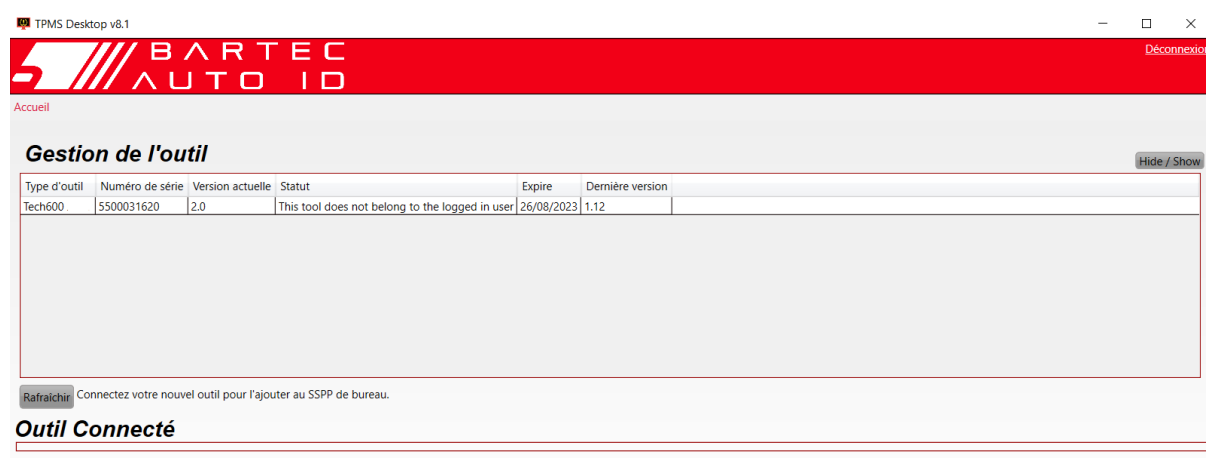 TPMS Desktop v8.1
BARTEC
AUTO ID
Déconnexion
Accueil
Gestion de l'outil
Hide / Show
Type d'outil Numéro de série Version actuelle Statut Expire Dernière version
Tech600 5500031620 2.0 This tool does not belong to the logged in user 26/08/2023 1.12
Rafraîchir Connectez votre nouvel outil pour l'ajouter au SSPP de bureau.
Outil Connecté